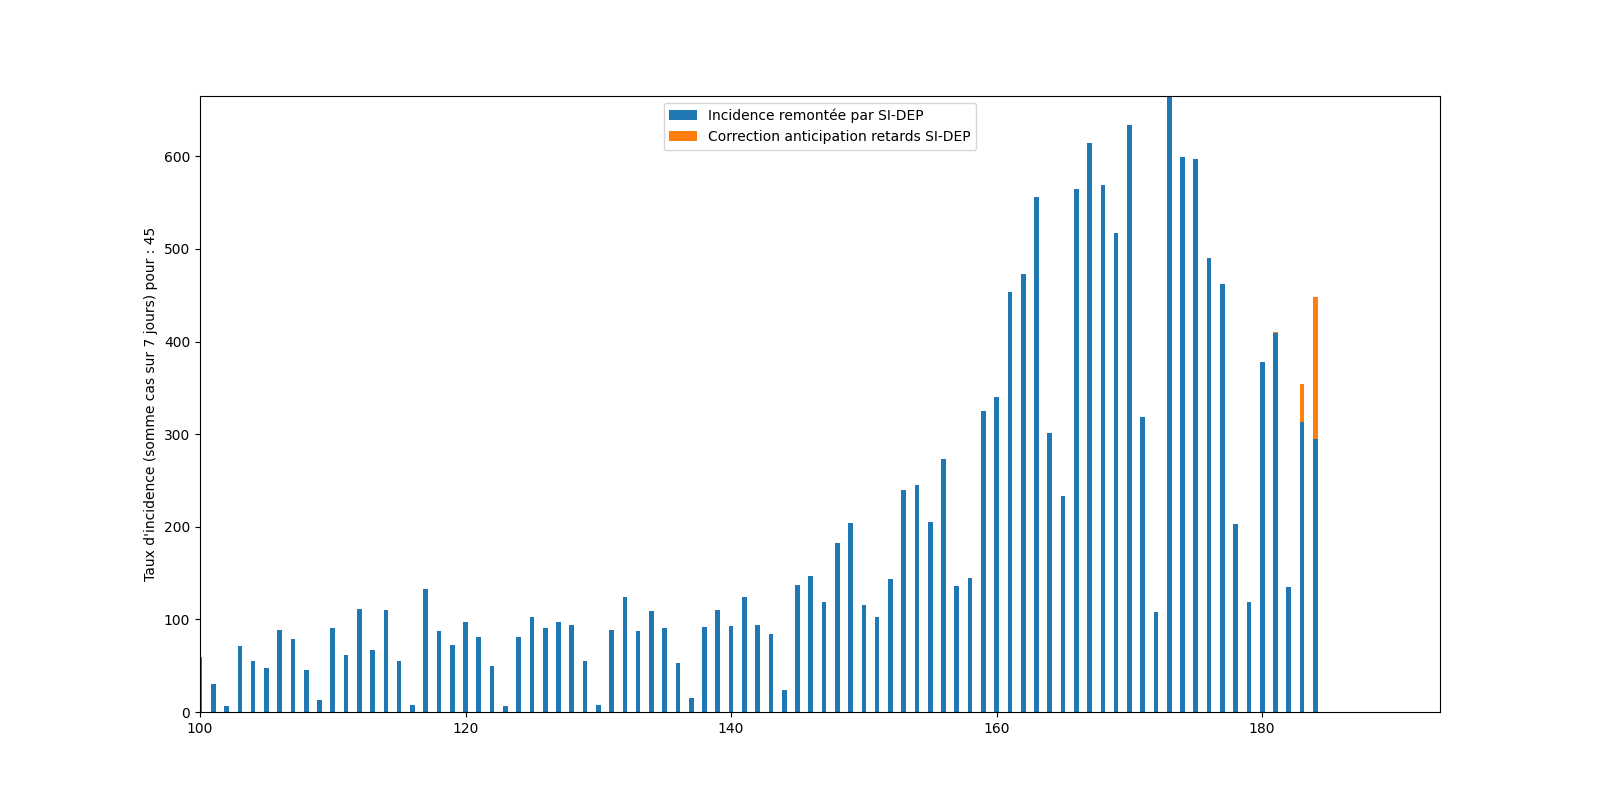 Incidence remontée par SI-DEP
Correction anticipation retards SI-DEP
Taux d'incidence (somme cas sur 7 jours) pour : 45
600
500
400
300
200
100
0
100 120 140 160 180